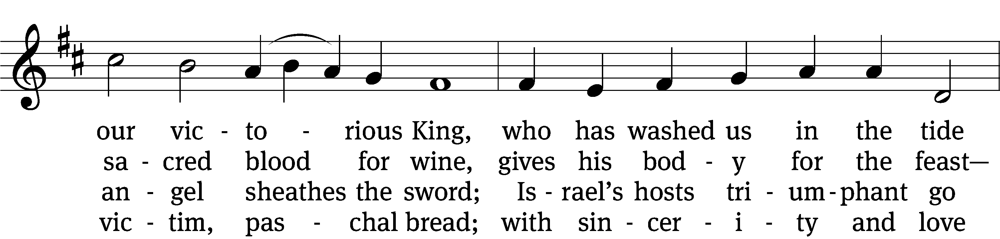 our vic - to - rious King, who has washed us in the tide
sa - cred blood for wine, gives his bod - y for the feast—
an - gel sheathes the sword; Is - rael’s hosts tri - um - phant go
vic - tim, pas - chal bread; with sin - cer - i - ty and love